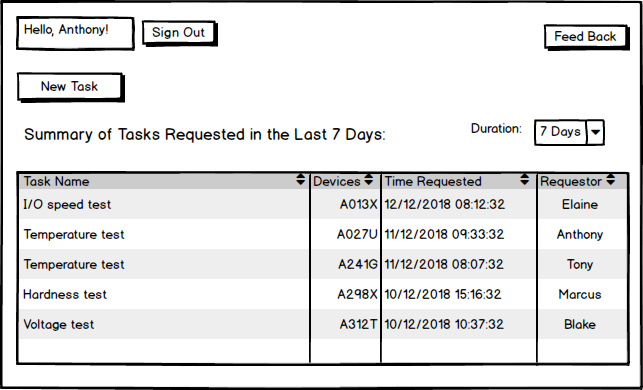 Hello, Anthony! Sign Out Feed Back
New Task
Summary of Tasks Requested in the Last 7 Days: Duration: 7 Days
Task Name Devices Time Requested Requestor
I/O speed test A013X 12/12/2018 08:12:32 Elaine
Temperature test A027U 11/12/2018 09:33:32 Anthony
Temperature test A241G 11/12/2018 08:07:32 Tony
Hardness test A298X 10/12/2018 15:16:32 Marcus
Voltage test A312T 10/12/2018 10:37:32 Blake